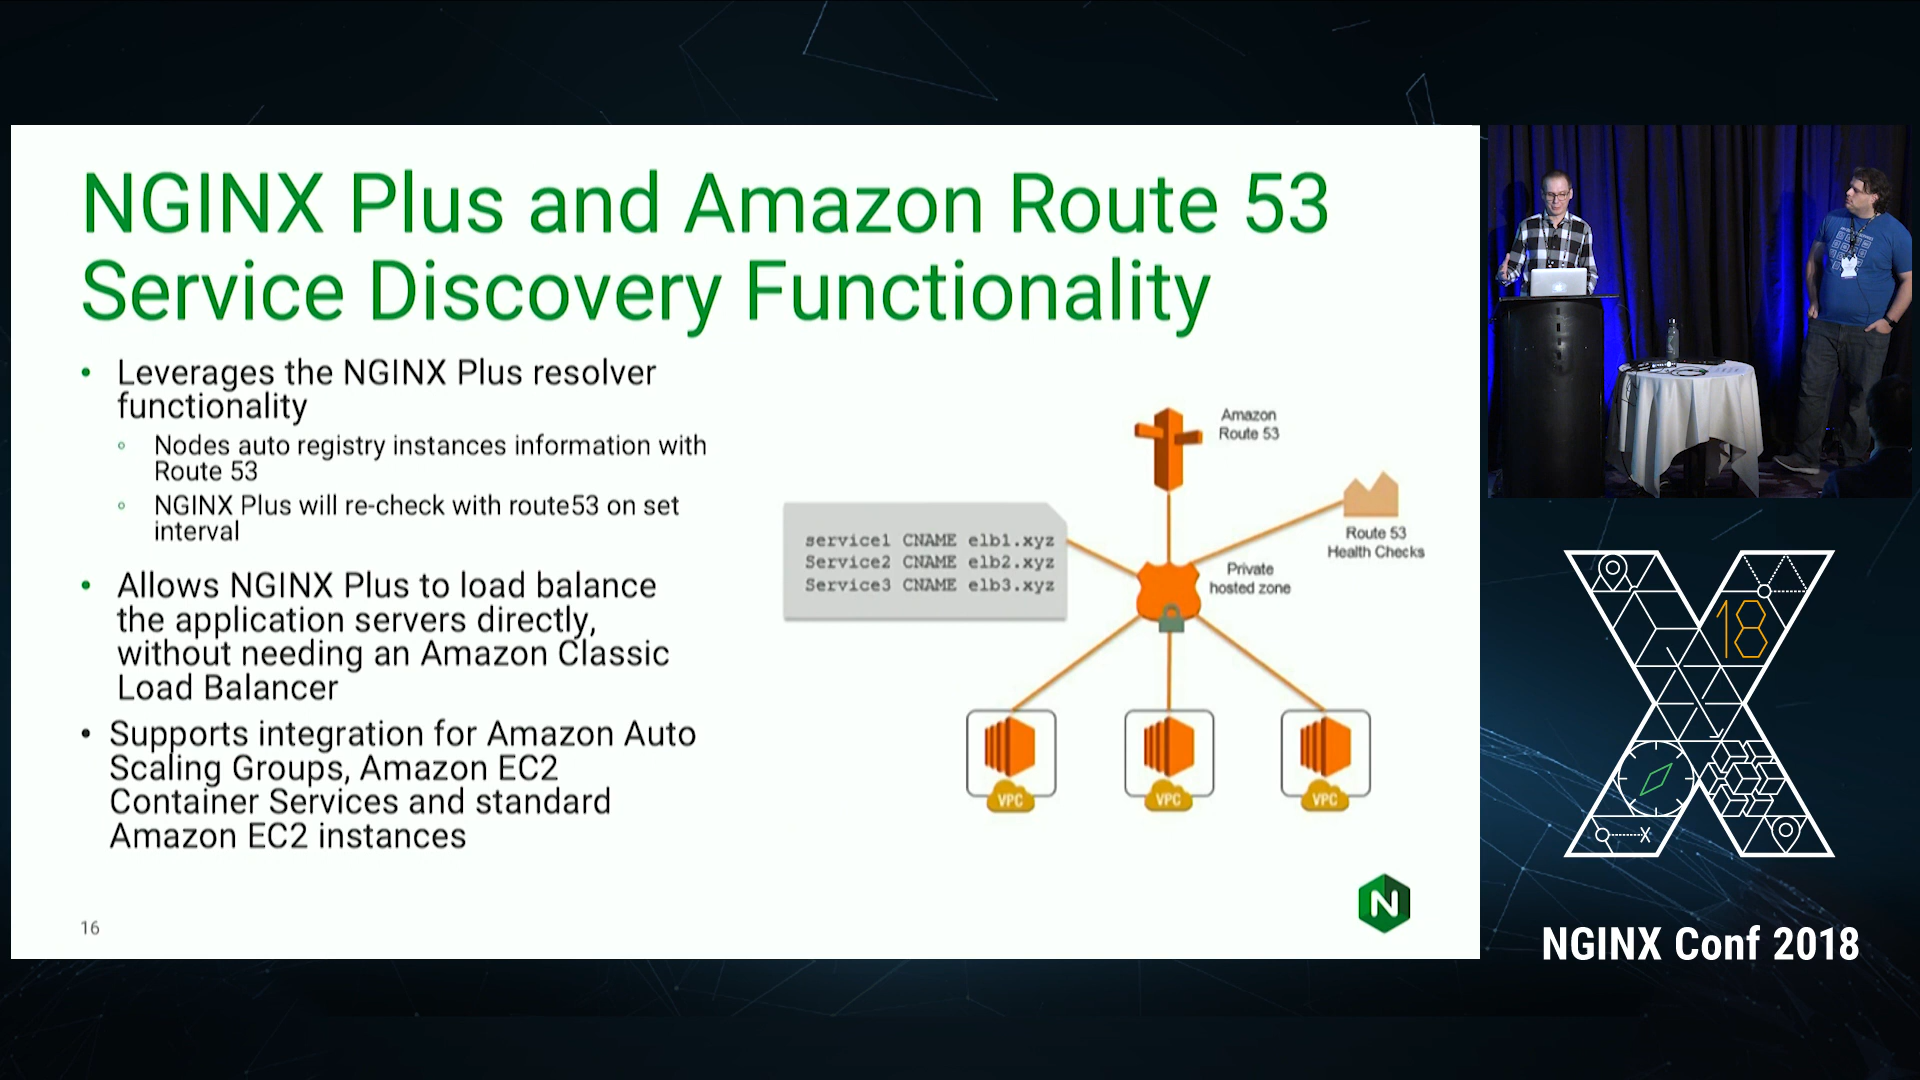 NGINX Plus and Amazon Route 53
Service Discovery Functionality
• Leverages the NGINX Plus resolver
functionality
◦ Nodes auto registry instances information with
Route 53
◦ NGINX Plus will re-check with route53 on set
interval
• Allows NGINX Plus to load balance
the application servers directly,
without needing an Amazon Classic
Load Balancer
• Supports integration for Amazon Auto
Scaling Groups, Amazon EC2
Container Services and standard
Amazon EC2 instances
Amazon
Route 53
Route 53
Health Checks
service1 CNAME elb1.xyz
Service2 CNAME elb2.xyz
Service3 CNAME elb3.xyz
Private
hosted zone
VPC
VPC
VPC
16
N
18
X
NGINX Conf 2018